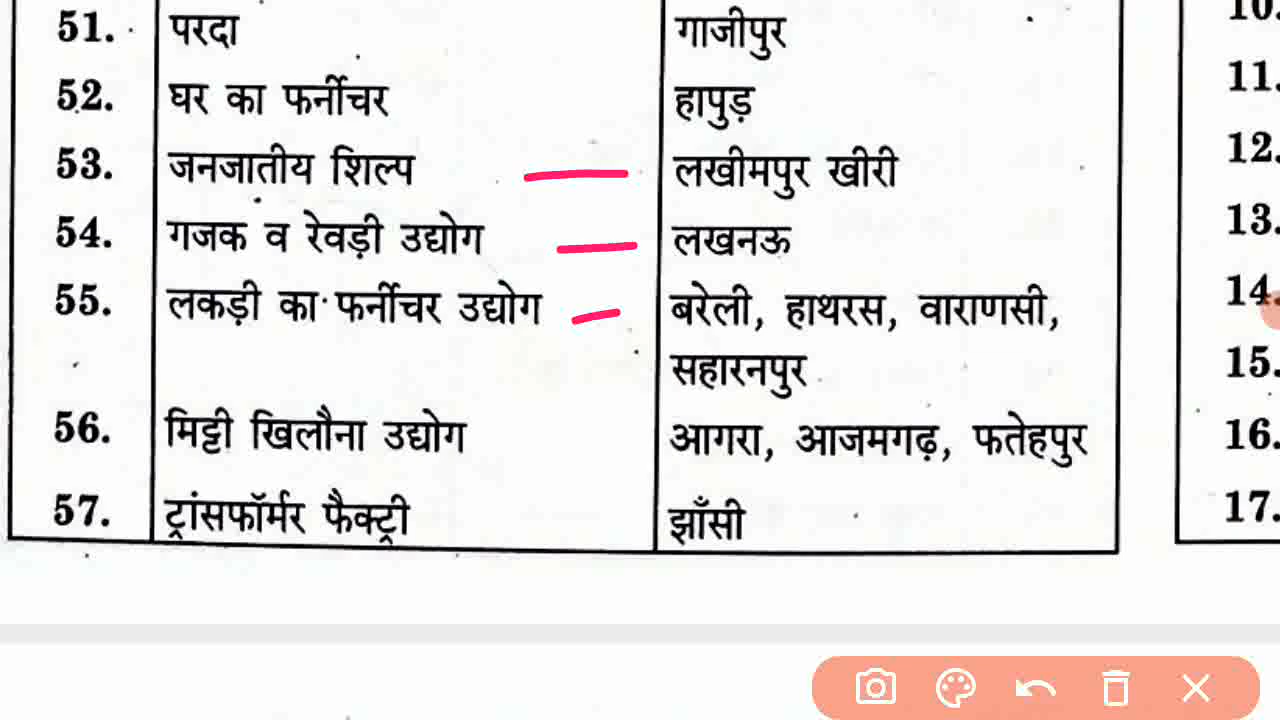 51. परदा गाजीपुर
52. घर का फर्नीचर हापुड़
53. जनजातीय शिल्प लखीमपुर खीरी
54. गजक व रेवड़ी उद्योग लखनऊ
55. लकड़ी का फर्नीचर उद्योग बरेली, हाथरस, वाराणसी,
सहारनपुर
56. मिट्टी खिलौना उद्योग आगरा, आजमगढ़, फतेहपुर
57. ट्रांसफॉर्मर फैक्ट्री झाँसी
10.
11.
12.
13.
14.
15.
16.
17.